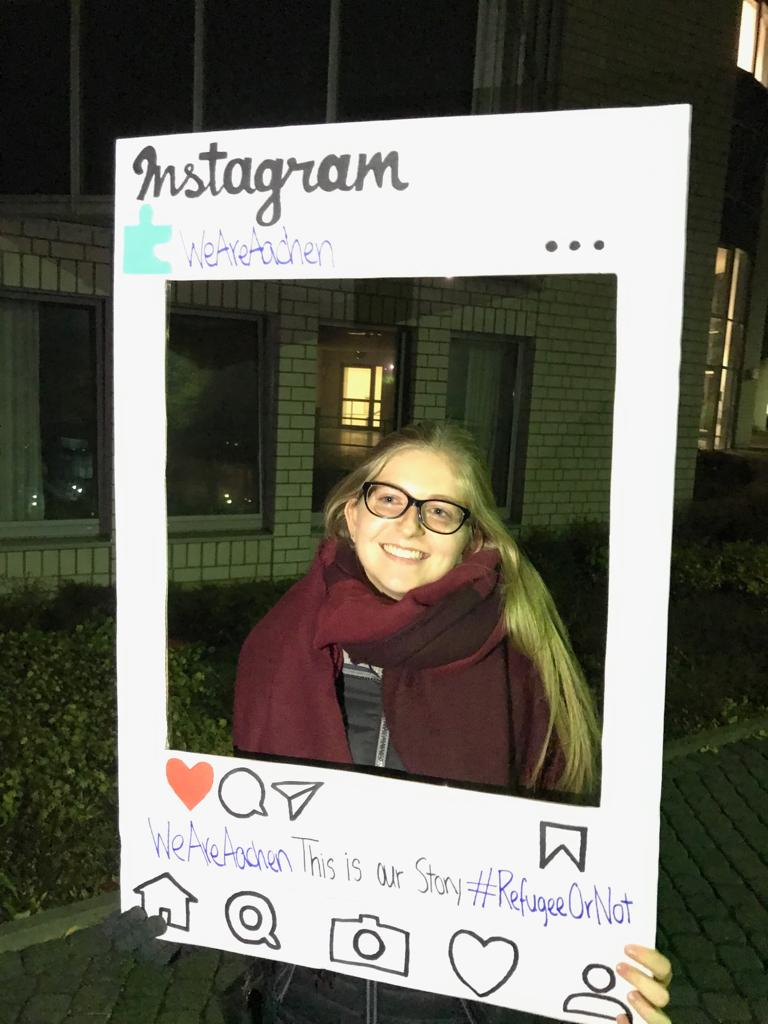 Instagram
WeAreAachen
WeAreAachen This is our Story #RefugeeOrNot